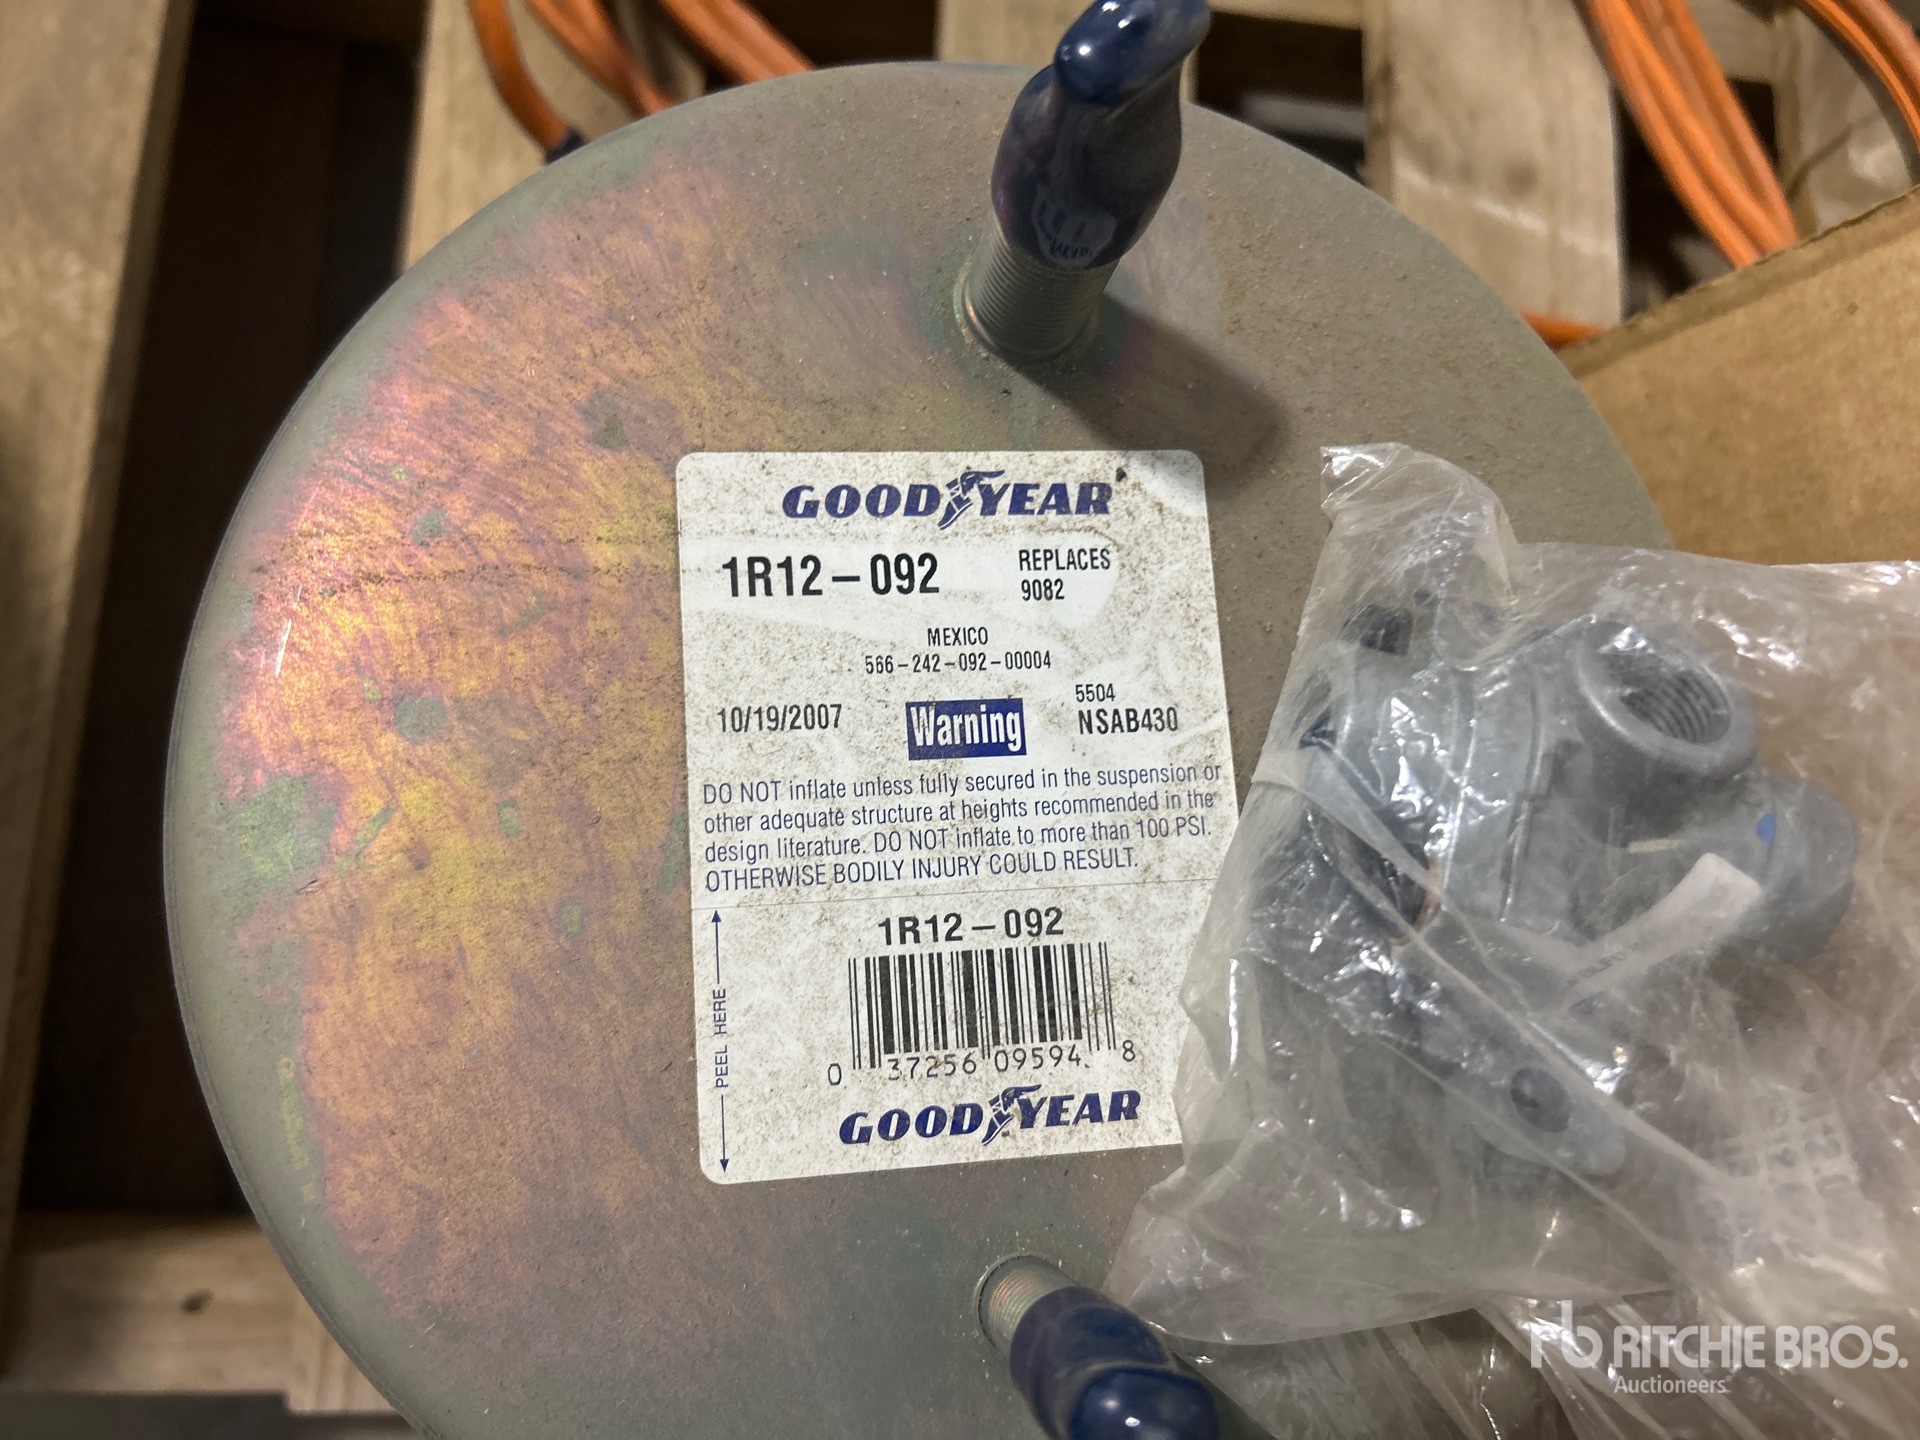 GOODYEAR
1R12-092
REPLACES
9082
MEXICO
566-242-092-00004
10/19/2007
Warning
5504
NSAB430
DO NOT inflate unless fully secured in the suspension or
other adequate structure at heights recommended in the
design literature. DO NOT inflate to more than 100 PSI.
OTHERWISE BODILY INJURY COULD RESULT.
PEEL HERE
1R12-092
0 37256 09594 8
GOODYEAR
rb RITCHIE BROS.
Auctioneers